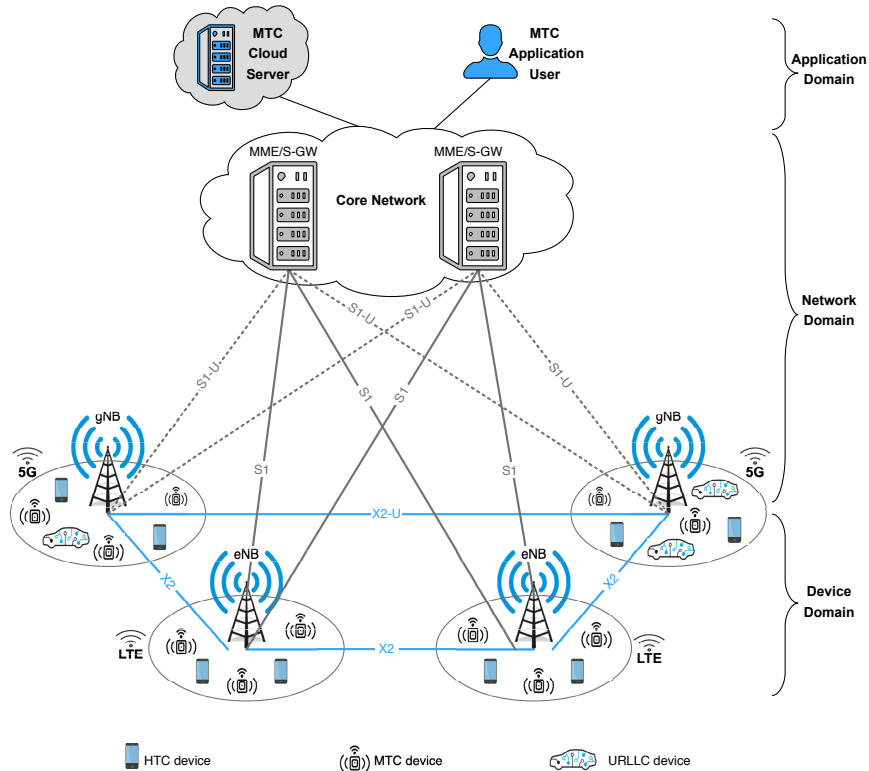 MTC
Cloud
Server
MTC
Application
User
Application
Domain
MME/S-GW
MME/S-GW
Core Network
S1-U
S1-U
Network
Domain
S1-U
S1-U
S1
S1
gNB
gNB
5G
5G
S1
S1
X2-U
eNB
eNB
X2
X2
Device
Domain
LTE
X2
LTE
HTC device
MTC device
URLLC device